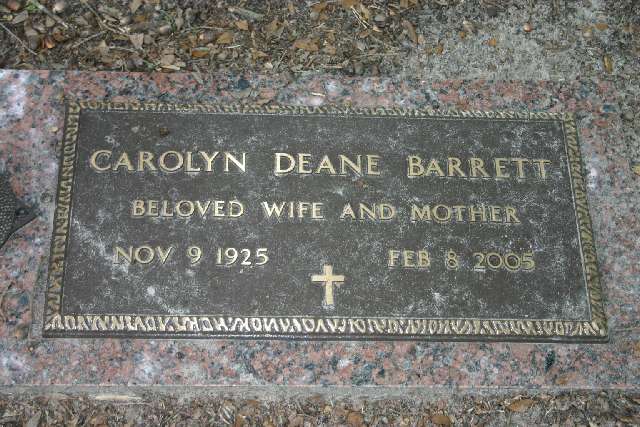 CAROLYN DEANE BARRETT
BELOVED WIFE AND MOTHER
NOV 9 1925 FEB 8 2005